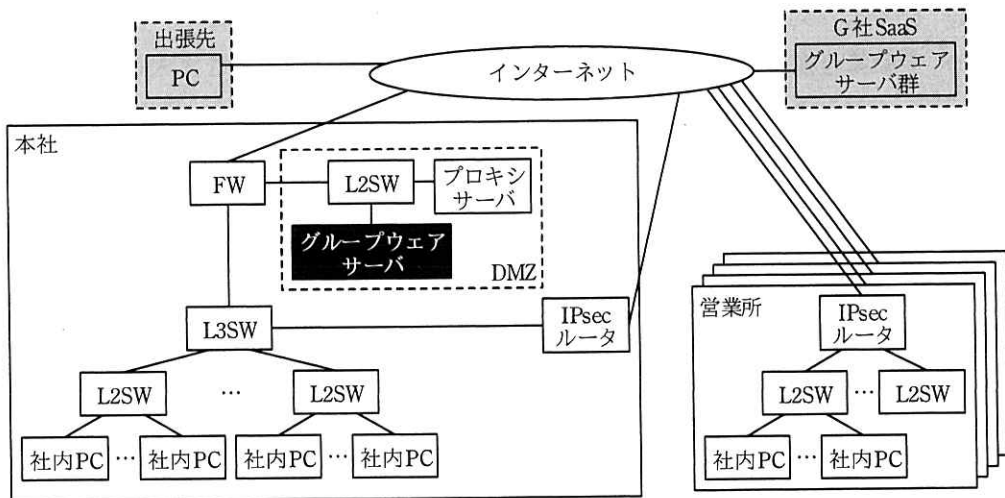 出張先
PC
インターネット
G社SaaS
グループウェア
サーバ群
本社
FW
L2SW
プロキシ
サーバ
グループウェア
サーバ
DMZ
L3SW
IPsec
ルータ
L2SW
…
L2SW
社内PC
…
社内PC
社内PC
…
社内PC
営業所
IPsec
ルータ
L2SW
…
L2SW
社内PC
…
社内PC